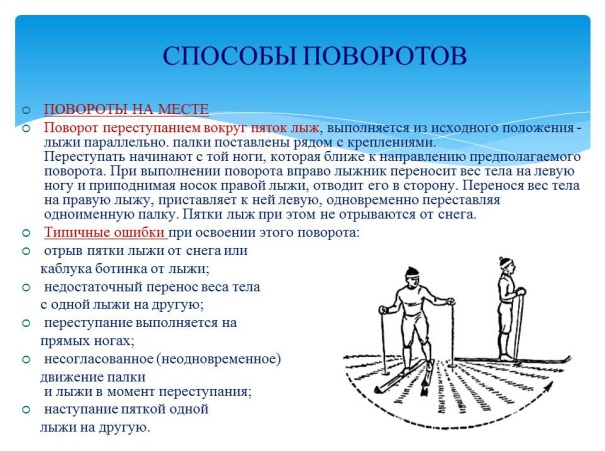 СПОСОБЫ ПОВОРОТОВ
ПОВОРОТЫ НА МЕСТЕ
Поворот переступанием вокруг пяток лыж, выполняется из исходного положения -
лыжи параллельно. палки поставлены рядом с креплениями.
Переступать начинают с той ноги, которая ближе к направлению предполагаемого
поворота. При выполнении поворота вправо лыжник переносит вес тела на левую
ногу и приподнимая носок правой лыжи, отводит его в сторону. Перенося вес тела
на правую лыжу, приставляет к ней левую, одновременно переставляя
одноименную палку. Пятки лыж при этом не отрываются от снега.
Типичные ошибки при освоении этого поворота:
отрыв пятки лыжи от снега или
каблука ботинка от лыжи;
недостаточный перенос веса тела
с одной лыжи на другую;
переступание выполняется на
прямых ногах;
несогласованное (неодновременное)
движение палки
и лыжи в момент переступания;
наступание пяткой одной
лыжи на другую.